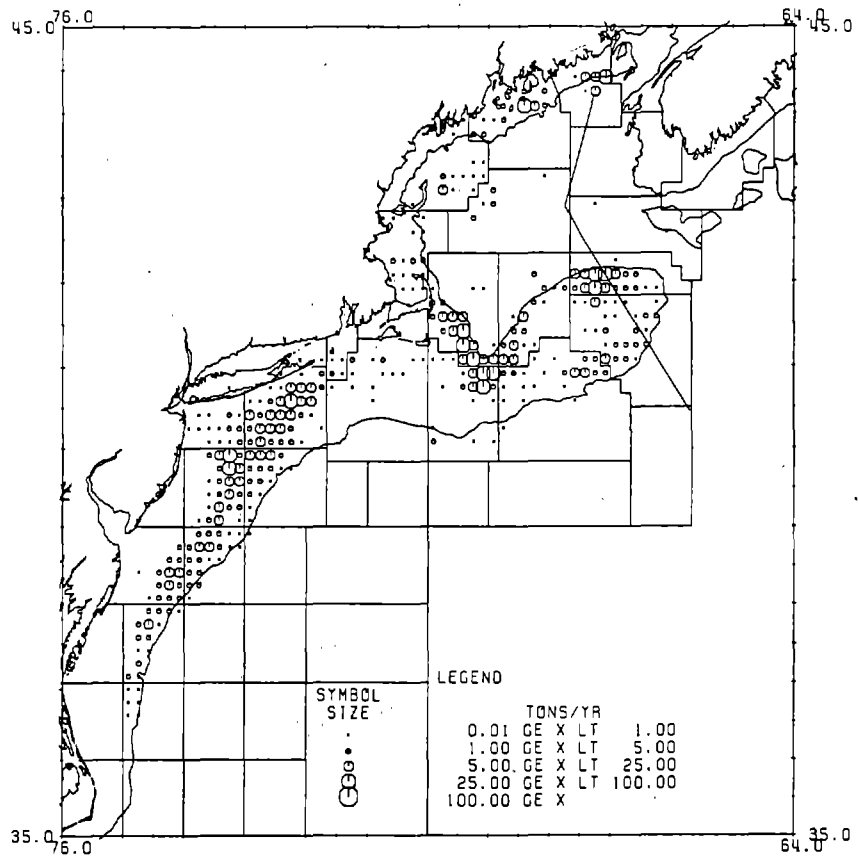 45.0 76.0 64.0 45.0
LEGEND
SYMBOL
SIZE
TONS/YR
0.01 GE X LT 1.00
1.00 GE X LT 5.00
5.00 GE X LT 25.00
25.00 GE X LT 100.00
100.00 GE X
35.0 76.0 64.0 35.0